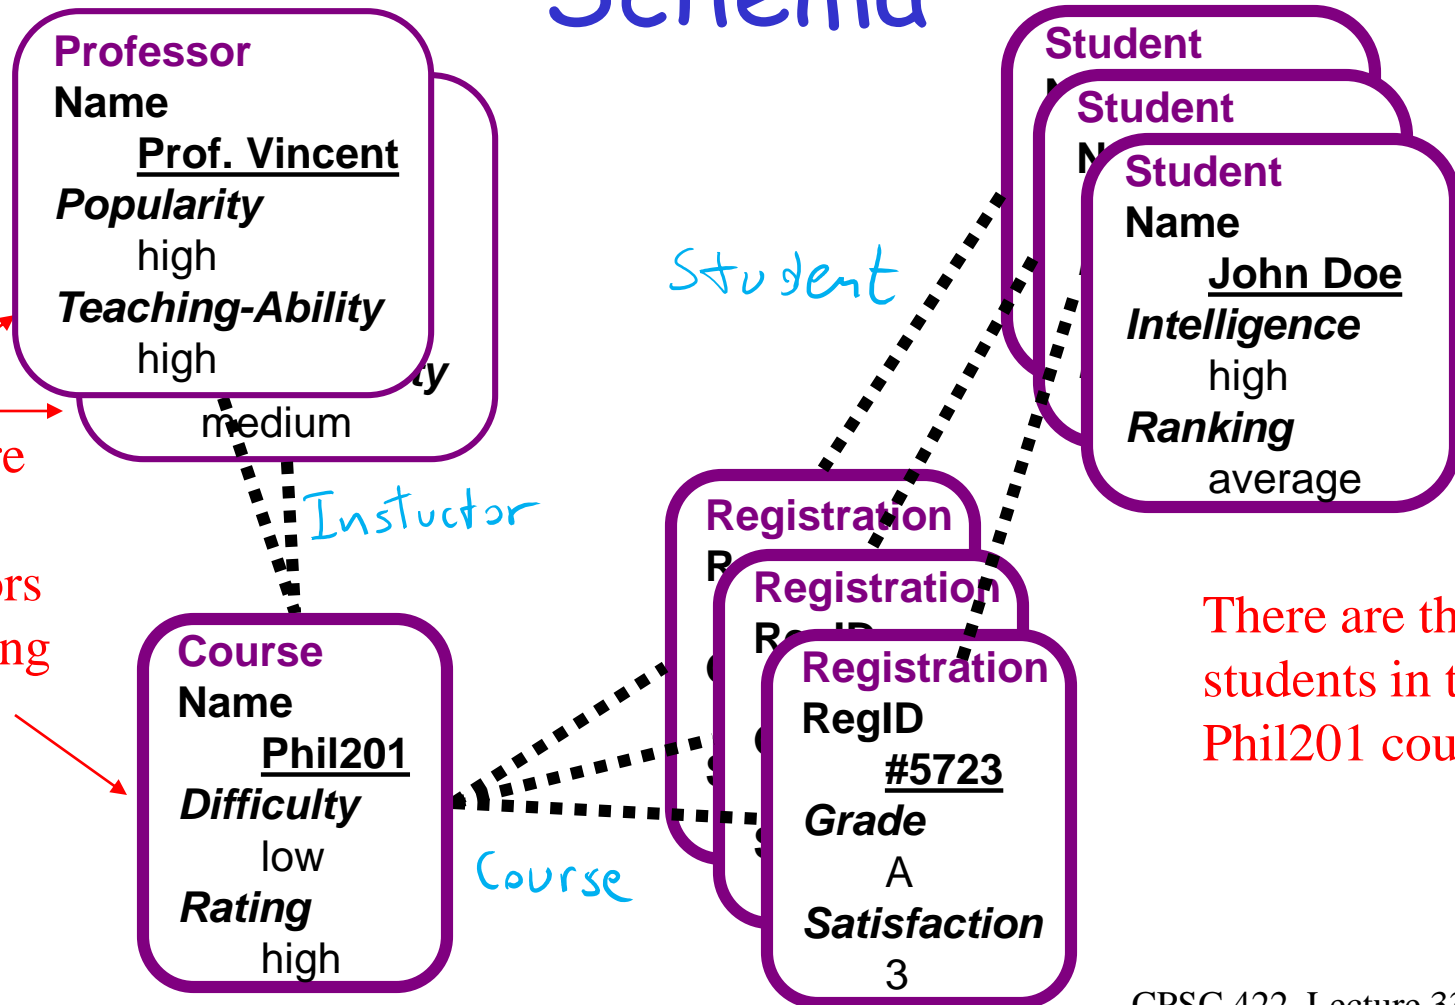 Schema
Professor
Name
Prof. Vincent
Popularity
high
Teaching-Ability
high
ty
medium
re
ors
ng
Instuctor
Course
Name
Phil201
Difficulty
low
Rating
high
Student
Course
Student
Student
N
Student
Name
John Doe
Intelligence
high
Ranking
average
Registration
R
Registration
RegID
Registration
RegID
#5723
Grade
A
Satisfaction
3
There are th
students in t
Phil201 cou
CPSC 422, Lecture 3